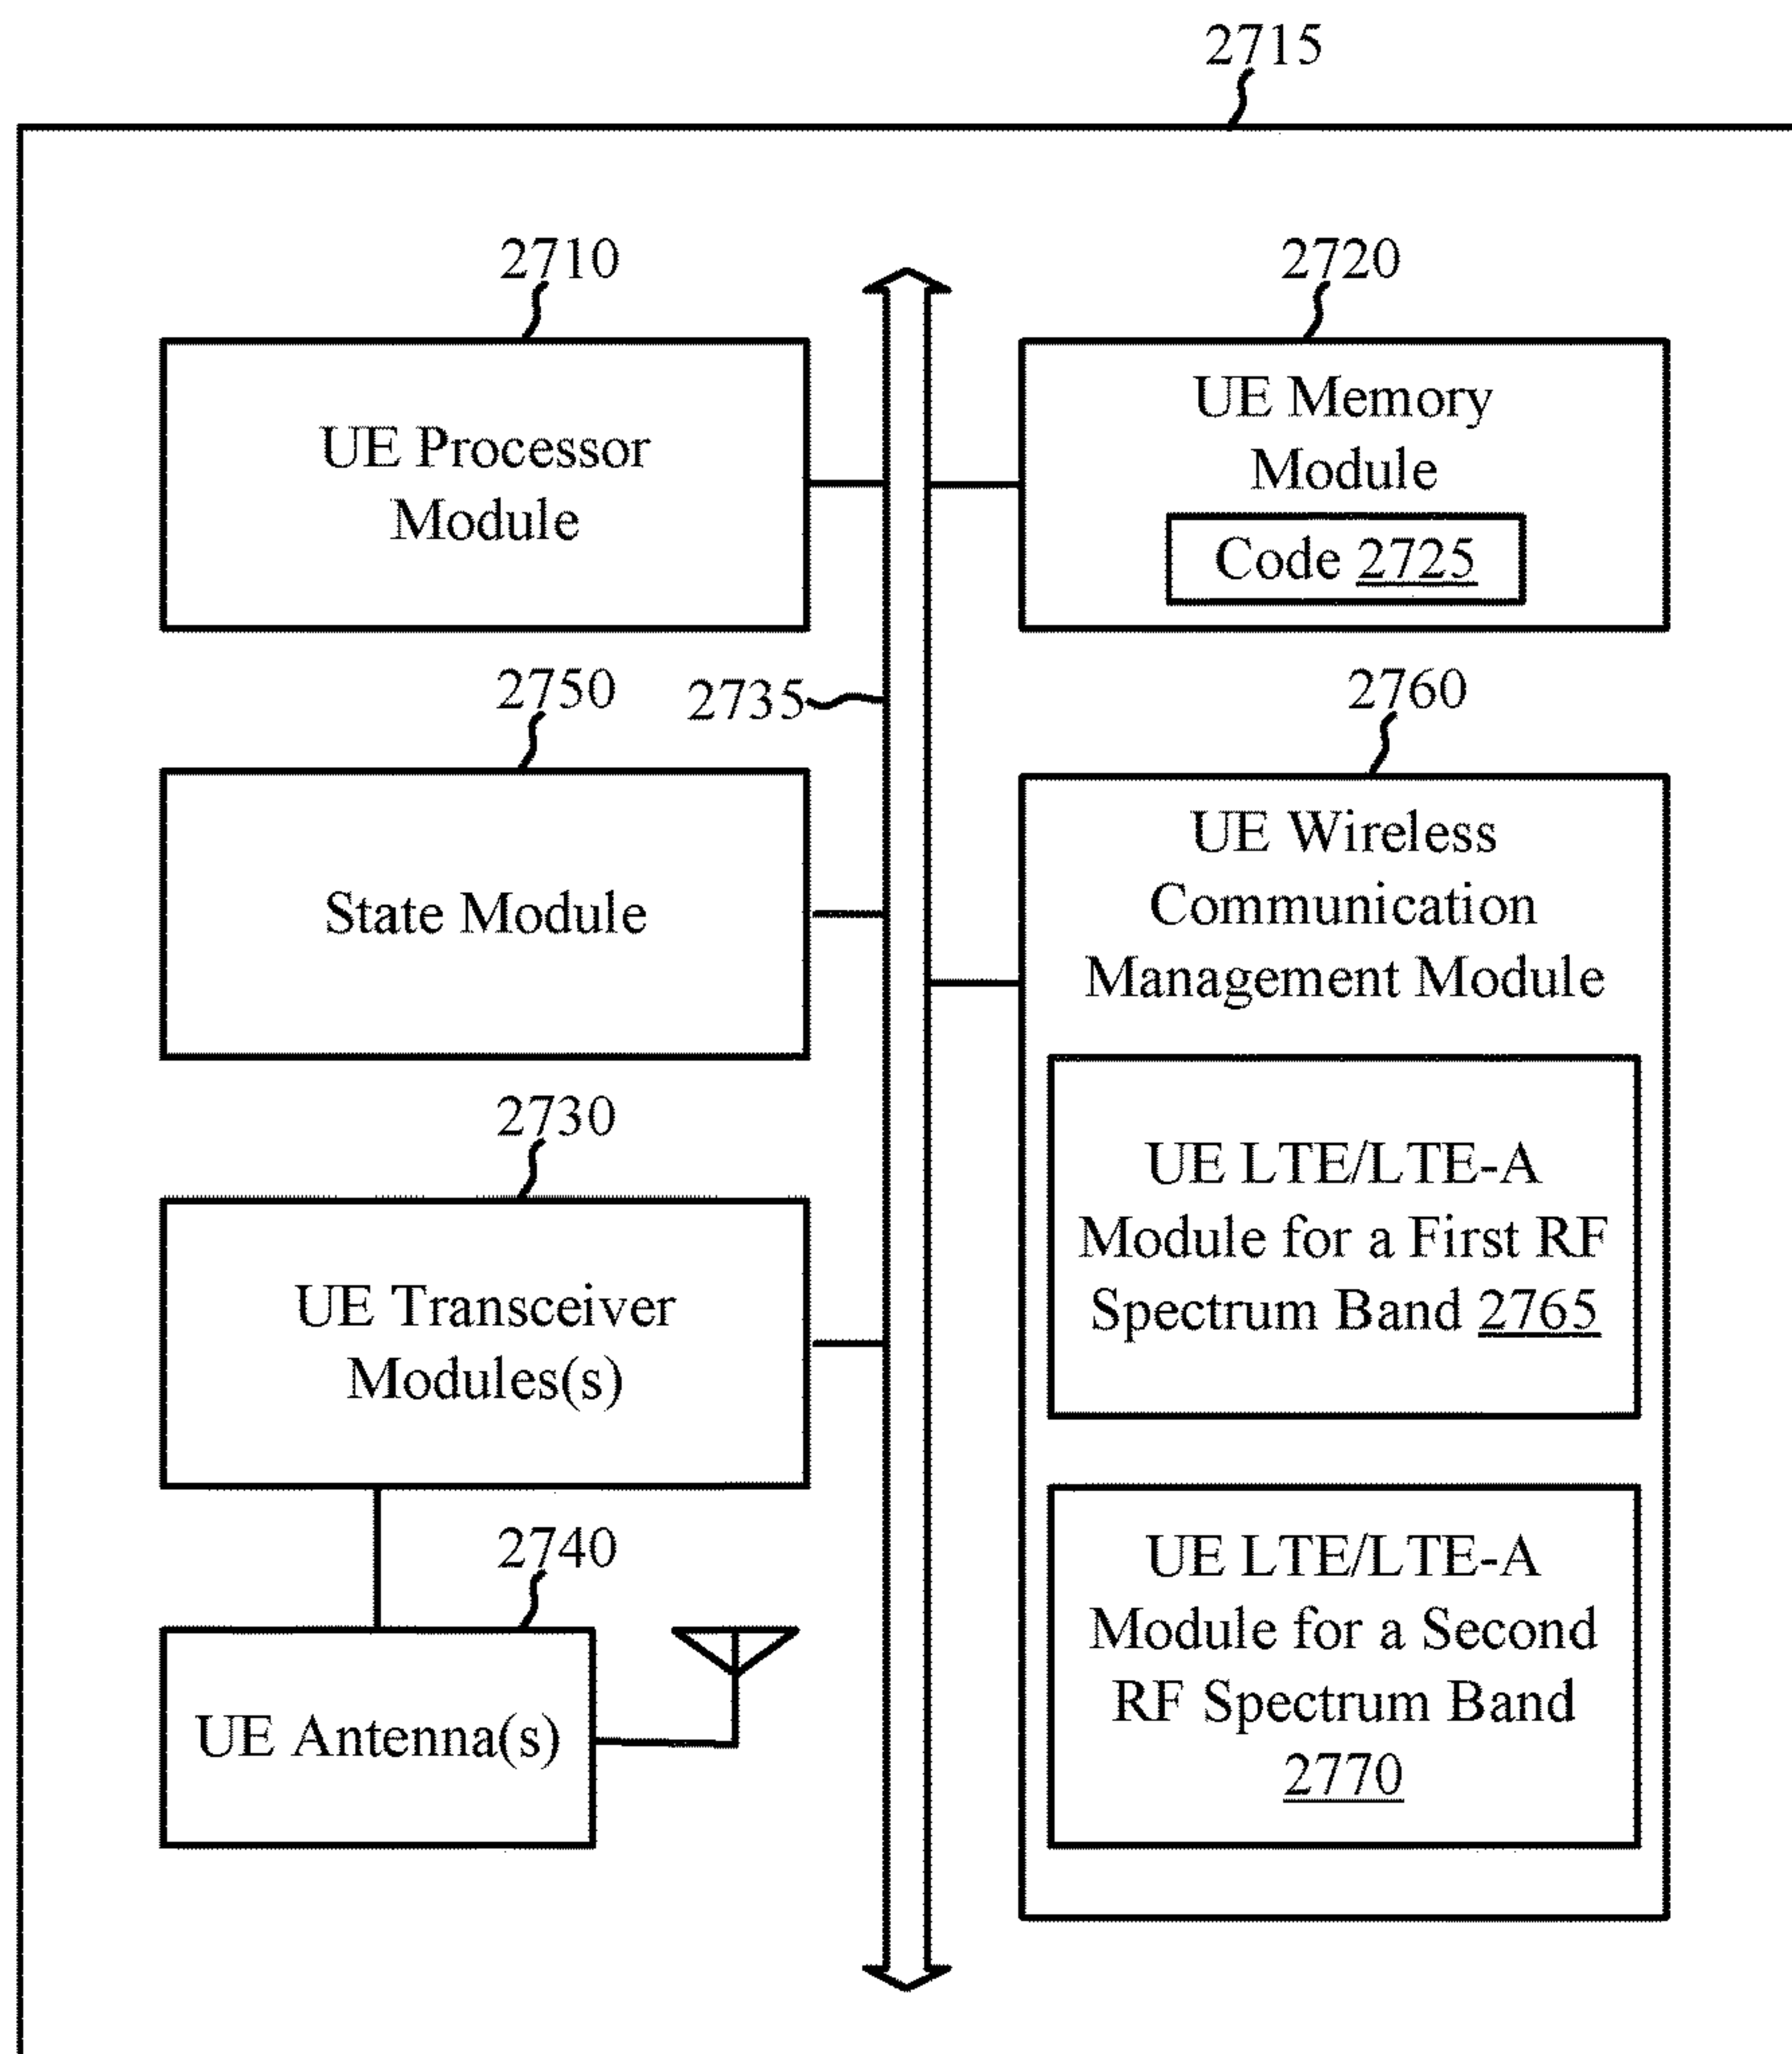 2715
2710
UE Processor
Module
2720
UE Memory
Module
Code 2725
2750
State Module
2735
2760
UE Wireless
Communication
Management Module
UE LTE/LTE-A
Module for a First RF
Spectrum Band 2765
UE LTE/LTE-A
Module for a Second
RF Spectrum Band
2770
2730
UE Transceiver
Modules(s)
2740
UE Antenna(s)